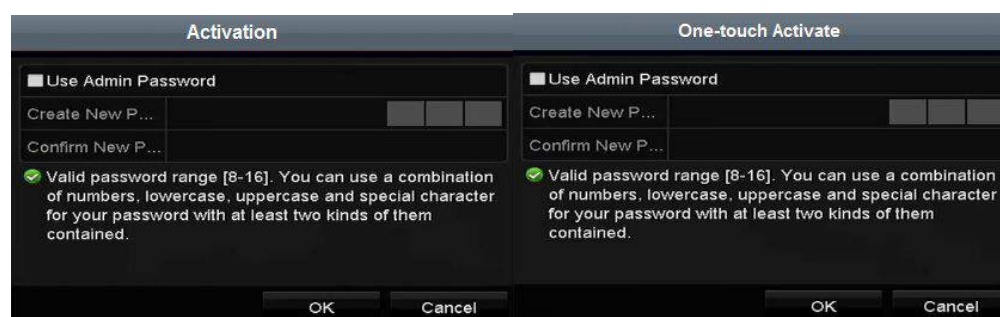 Activation
Use Admin Password
Create New P...
Confirm New P...
Valid password range [8-16]. You can use a combination
of numbers, lowercase, uppercase and special character
for your password with at least two kinds of them
contained.
OK Cancel
One-touch Activate
Use Admin Password
Create New P...
Confirm New P...
Valid password range [8-16]. You can use a combination
of numbers, lowercase, uppercase and special character
for your password with at least two kinds of them
contained.
OK Cancel